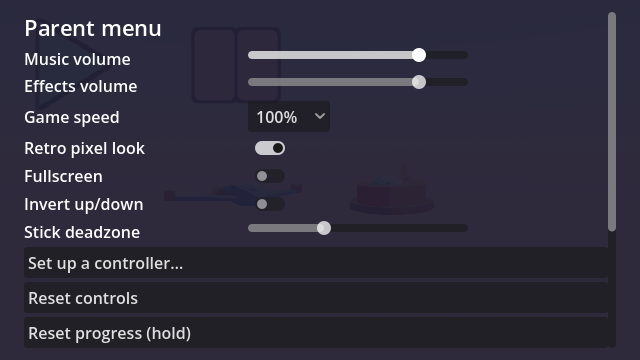 Parent menu
Music volume
Effects volume
Game speed 100%
Retro pixel look
Fullscreen
Invert up/down
Stick deadzone
Set up a controller...
Reset controls
Reset progress (hold)